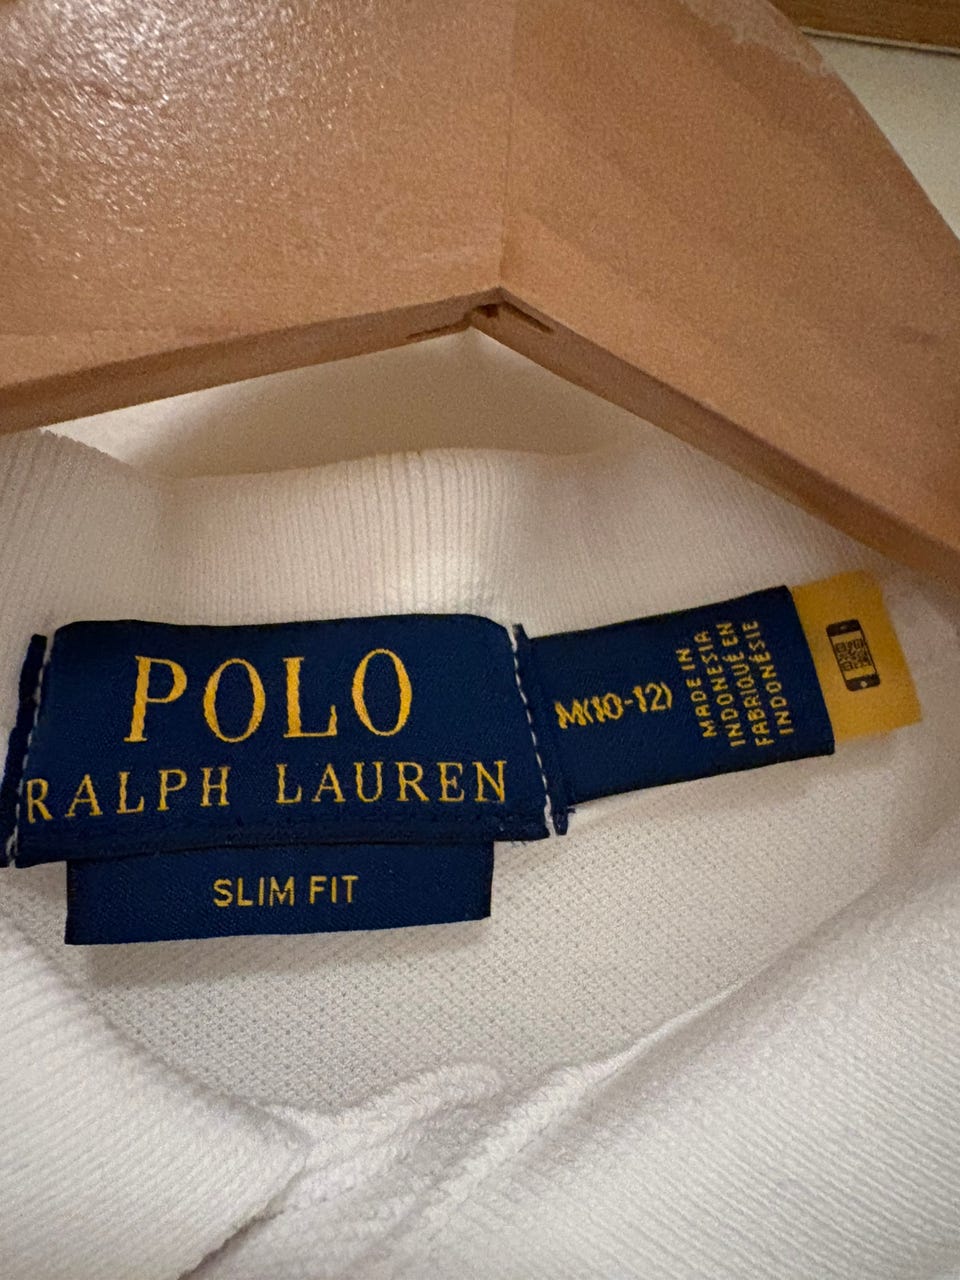 POLO
RALPH LAUREN
SLIM FIT
M(10-12)
MADE IN
INDONESIA
FABRIQUÉ EN
INDONÉSIE